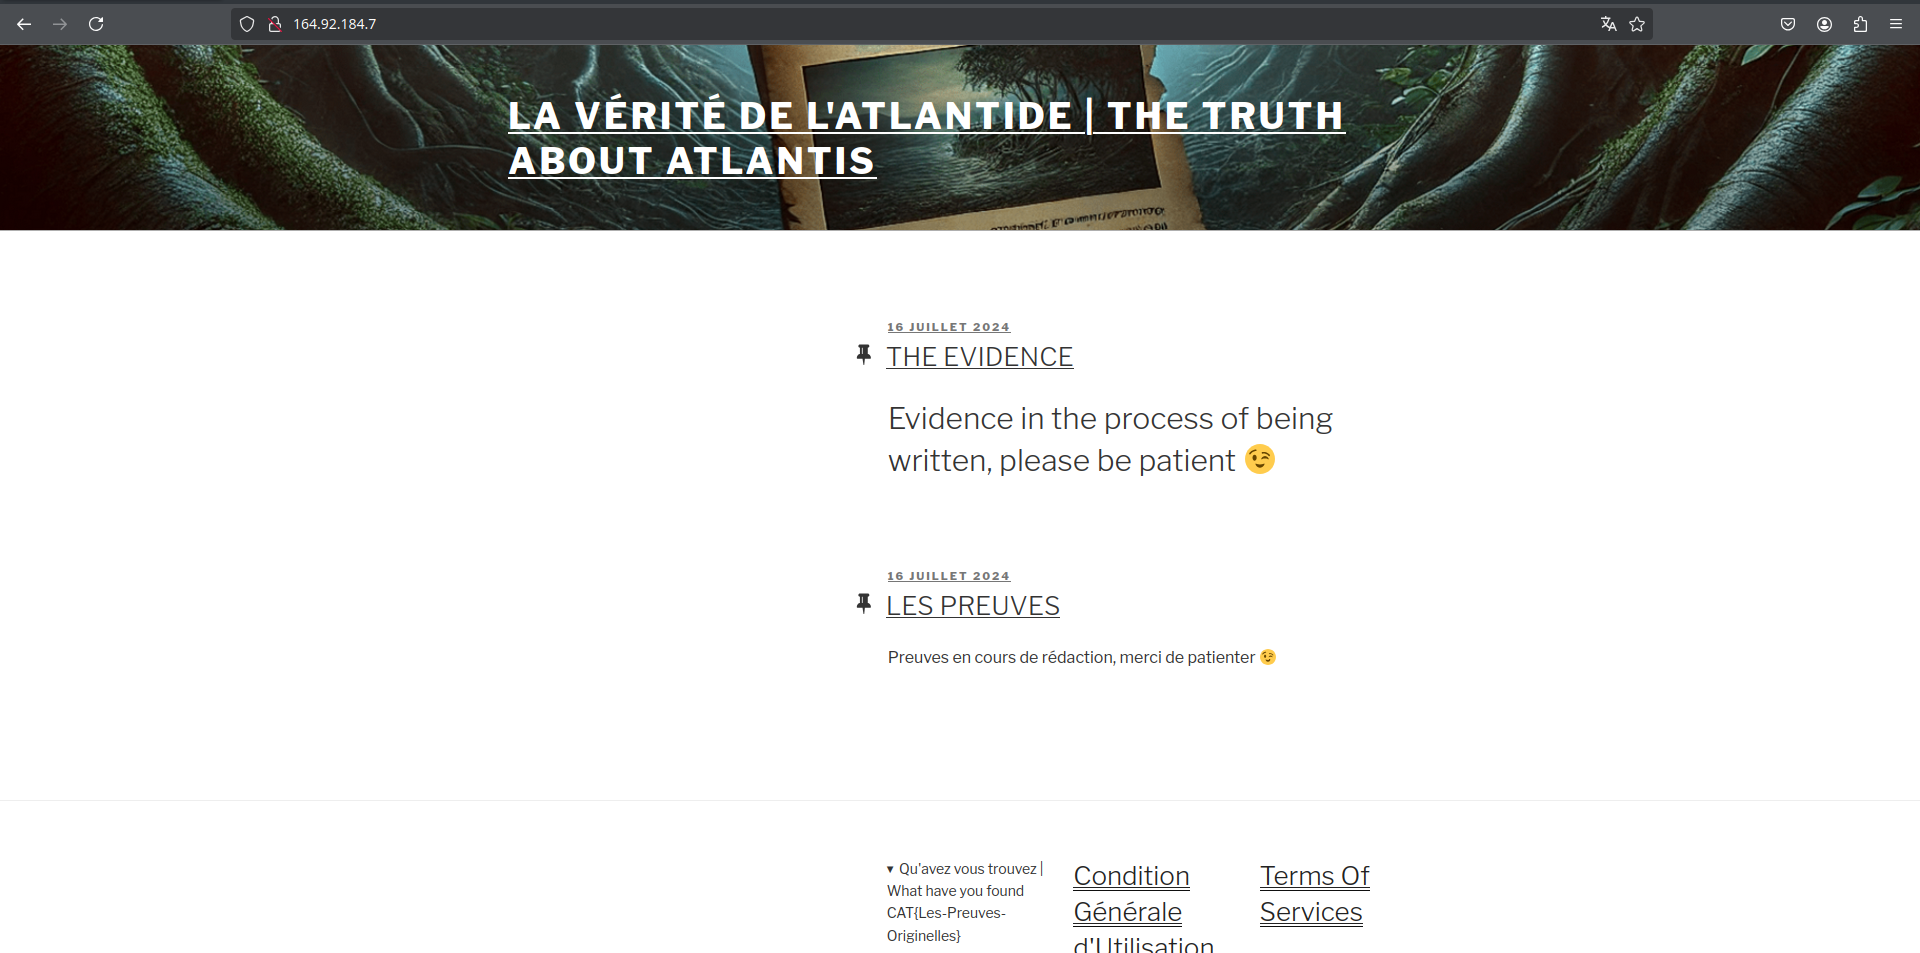 164.92.184.7
LA VÉRITÉ DE L'ATLANTIDE | THE TRUTH
ABOUT ATLANTIS
16 JUILLET 2024
THE EVIDENCE
Evidence in the process of being
written, please be patient 😉
16 JUILLET 2024
LES PREUVES
Preuves en cours de rédaction, merci de patienter 😉
▾ Qu'avez vous trouvez |
What have you found
CAT{Les-Preuves-
Originelles}
Condition
Générale
d'Utilisation
Terms Of
Services